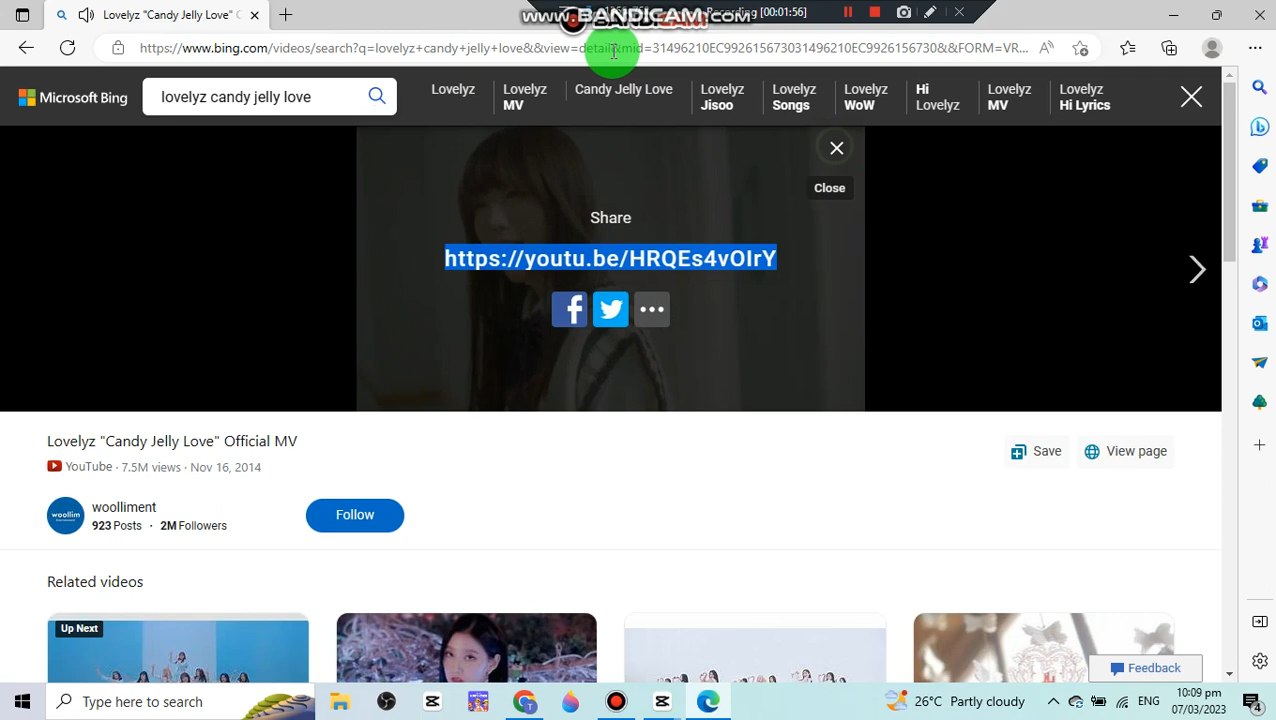 lovelyz "Candy Jelly Love" C
www.BANDICAM.com
Recording [00:01:56]
https://www.bing.com/videos/search?q=lovelyz+candy+jelly+love&&view=detail&mid=31496210EC992615673031496210EC9926156730&&FORM=VR...
Microsoft Bing
lovelyz candy jelly love
Lovelyz
Lovelyz MV
Candy Jelly Love
Lovelyz Jisoo
Lovelyz Songs
Lovelyz WoW
Hi Lovelyz
Lovelyz MV
Lovelyz Hi Lyrics
Close
Share
https://youtu.be/HRQEs4vOIrY
Lovelyz "Candy Jelly Love" Official MV
YouTube · 7.5M views · Nov 16, 2014
Save
View page
woollim
woolliment
923 Posts · 2M Followers
Follow
Related videos
Up Next
Feedback
Type here to search
26°C Partly cloudy
ENG
10:09 pm
07/03/2023
4